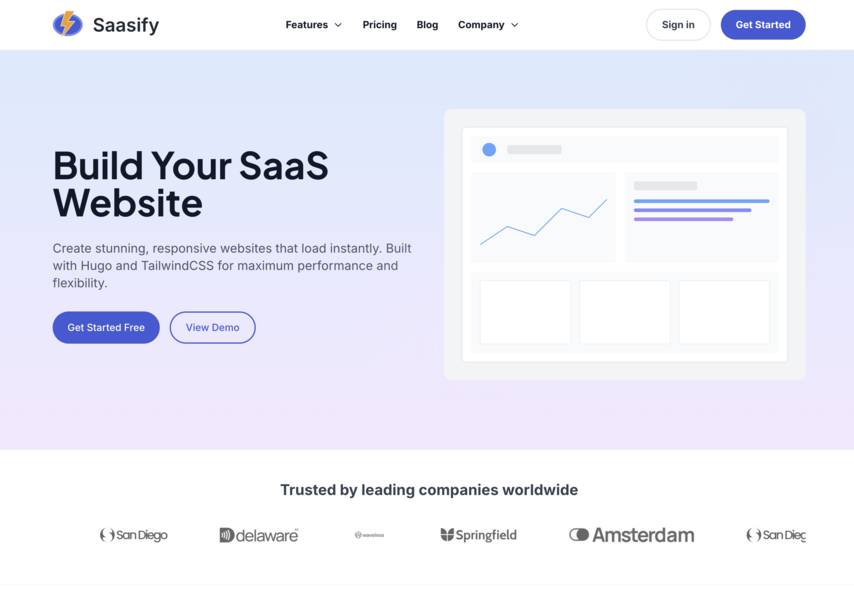 Saasify
Features
Pricing
Blog
Company
Sign in
Get Started
Build Your SaaS
Website
Create stunning, responsive websites that load instantly. Built
with Hugo and TailwindCSS for maximum performance and
flexibility.
Get Started Free
View Demo
Trusted by leading companies worldwide
San Diego
delaware
waveless
Springfield
Amsterdam
San Dieg